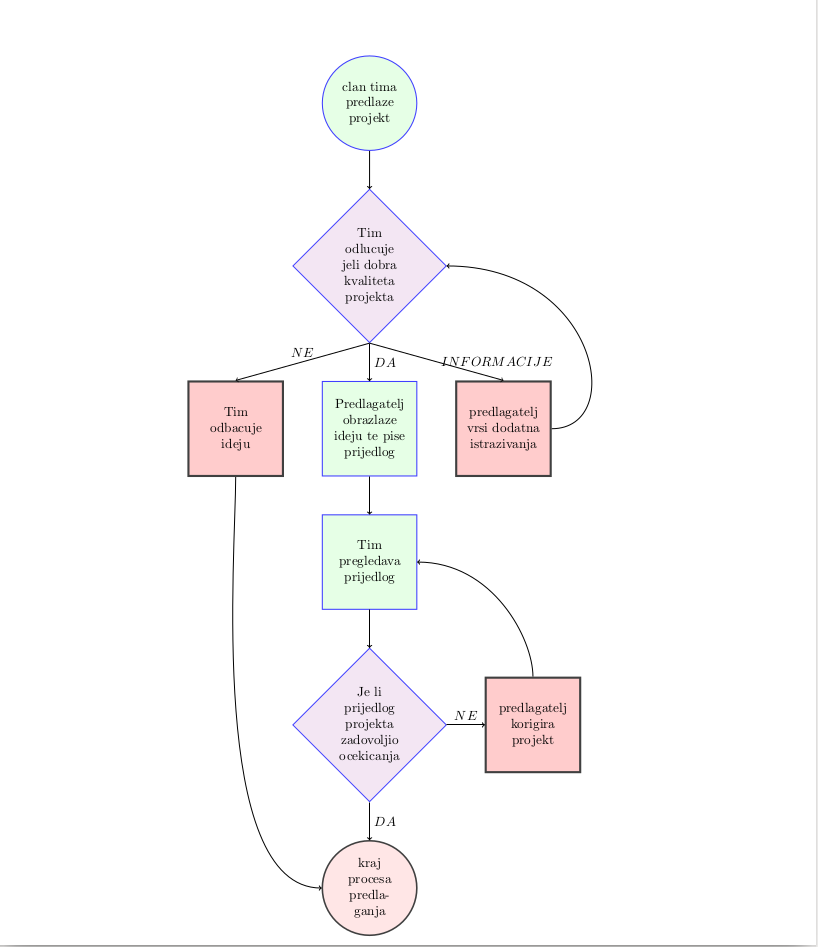 clan tima
predlaze
projekt
Tim
odlucuje
jeli dobra
kvaliteta
projekta
NE
DA
INFORMACIJE
Tim
odbacuje
ideju
Predlagatelj
obrazlaze
ideju te pise
prijedlog
predlagatelj
vrsi dodatna
istrazivanja
Tim
pregledava
prijedlog
Je li
prijedlog
projekta
zadovoljio
ocekicanja
NE
predlagatelj
korigira
projekt
DA
kraj
procesa
predla-
ganja